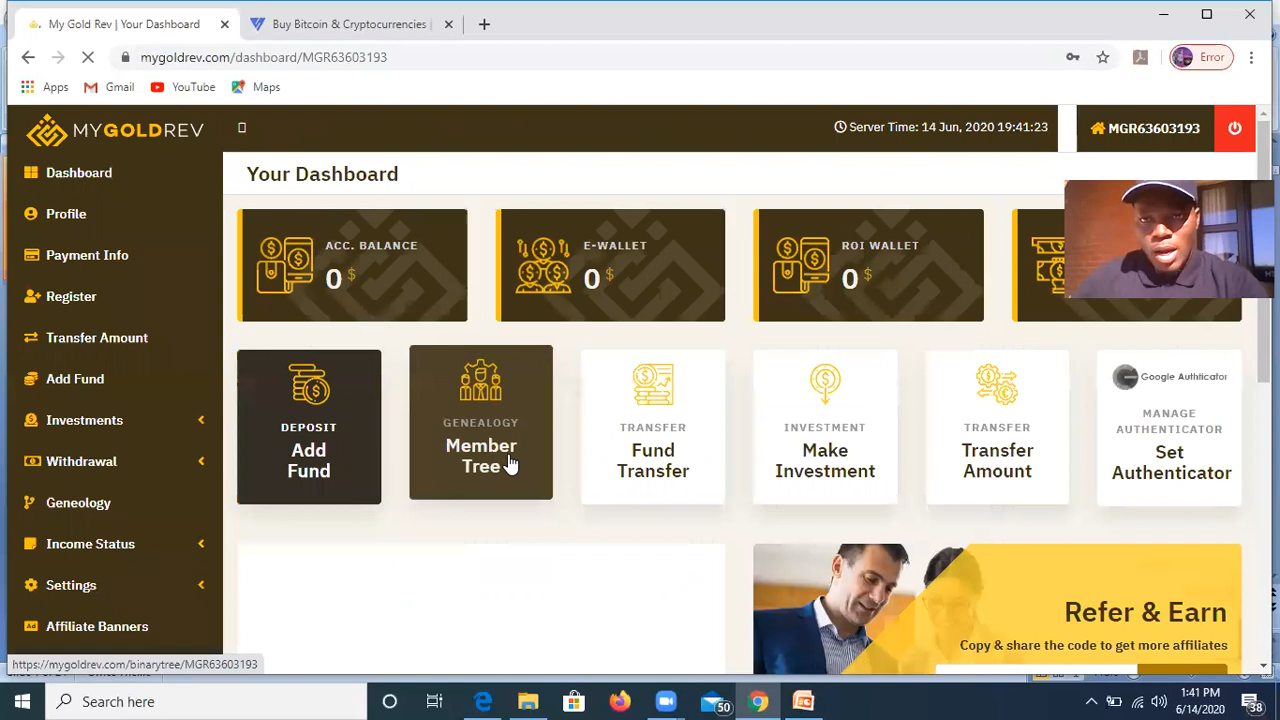 My Gold Rev | Your Dashboard
Buy Bitcoin & Cryptocurrencies |
mygoldrev.com/dashboard/MGR63603193
Error
Apps
Gmail
YouTube
Maps
MYGOLDREV
Server Time: 14 Jun, 2020 19:41:23
MGR63603193
Dashboard
Profile
Payment Info
Register
Transfer Amount
Add Fund
Investments
Withdrawal
Geneology
Income Status
Settings
Affiliate Banners
Your Dashboard
ACC. BALANCE
0 $
E-WALLET
0 $
ROI WALLET
0 $
DEPOSIT
Add
Fund
GENEALOGY
Member
Tree
TRANSFER
Fund
Transfer
INVESTMENT
Make
Investment
TRANSFER
Transfer
Amount
Google Authticator
MANAGE
AUTHENTICATOR
Set
Authenticator
Refer & Earn
Copy & share the code to get more affiliates
https://mygoldrev.com/binarytree/MGR63603193
Search here
50
1:41 PM
6/14/2020
38